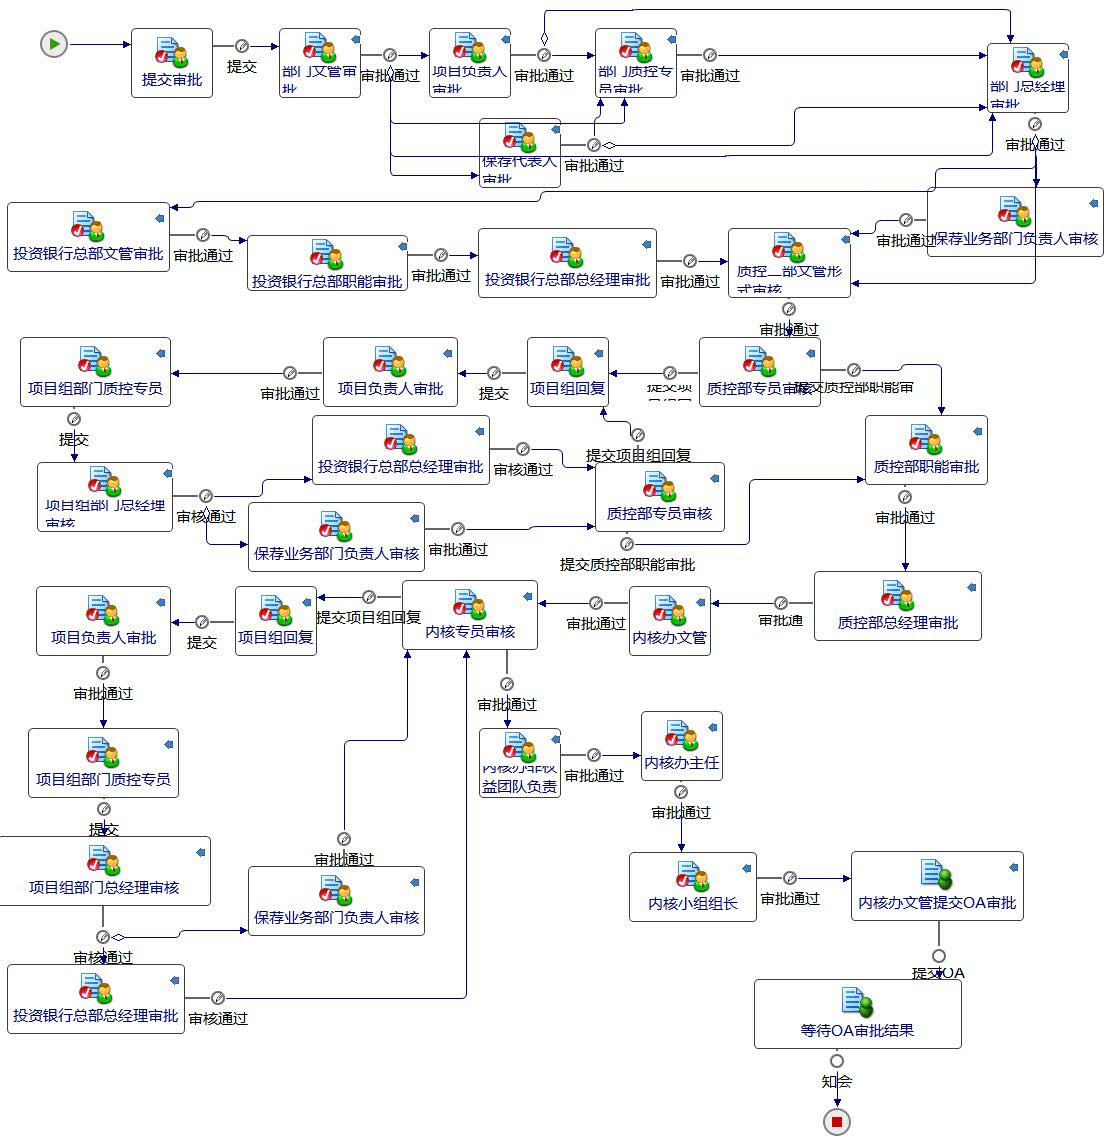 提交审批
提交
部门文管审
批
审批通过
项目负责人
审批
审批通过
部门质控专
员审批
审批通过
部门总经理
审批
审批通过
保荐代表人
审批
审批通过
投资银行总部文管审批
审批通过
投资银行总部职能审批
审批通过
投资银行总部总经理审批
审批通过
质控二部文管形
式审核
审批通过
保荐业务部门负责人审核
审批通过
项目组部门质控专员
审批通过
项目负责人审批
提交
项目组回复
提交项
目组回
质控部专员审核
提交质控部职能审
提交
投资银行总部总经理审批
审核通过
提交项目组回复
质控部职能审批
审批通过
项目组部门总经理
审核
审核通过
保荐业务部门负责人审核
审批通过
质控部专员审核
提交质控部职能审批
项目负责人审批
提交
项目组回复
提交项目组回复
内核专员审核
审批通过
内核办文管
审批通
质控部总经理审批
审批通过
审批通过
项目组部门质控专员
内核办非权
益团队负责
审批通过
内核办主任
审批通过
提交
项目组部门总经理审核
审批通过
保荐业务部门负责人审核
内核小组组长
审批通过
内核办文管提交OA审批
审核通过
提交OA
投资银行总部总经理审批
审核通过
等待OA审批结果
知会